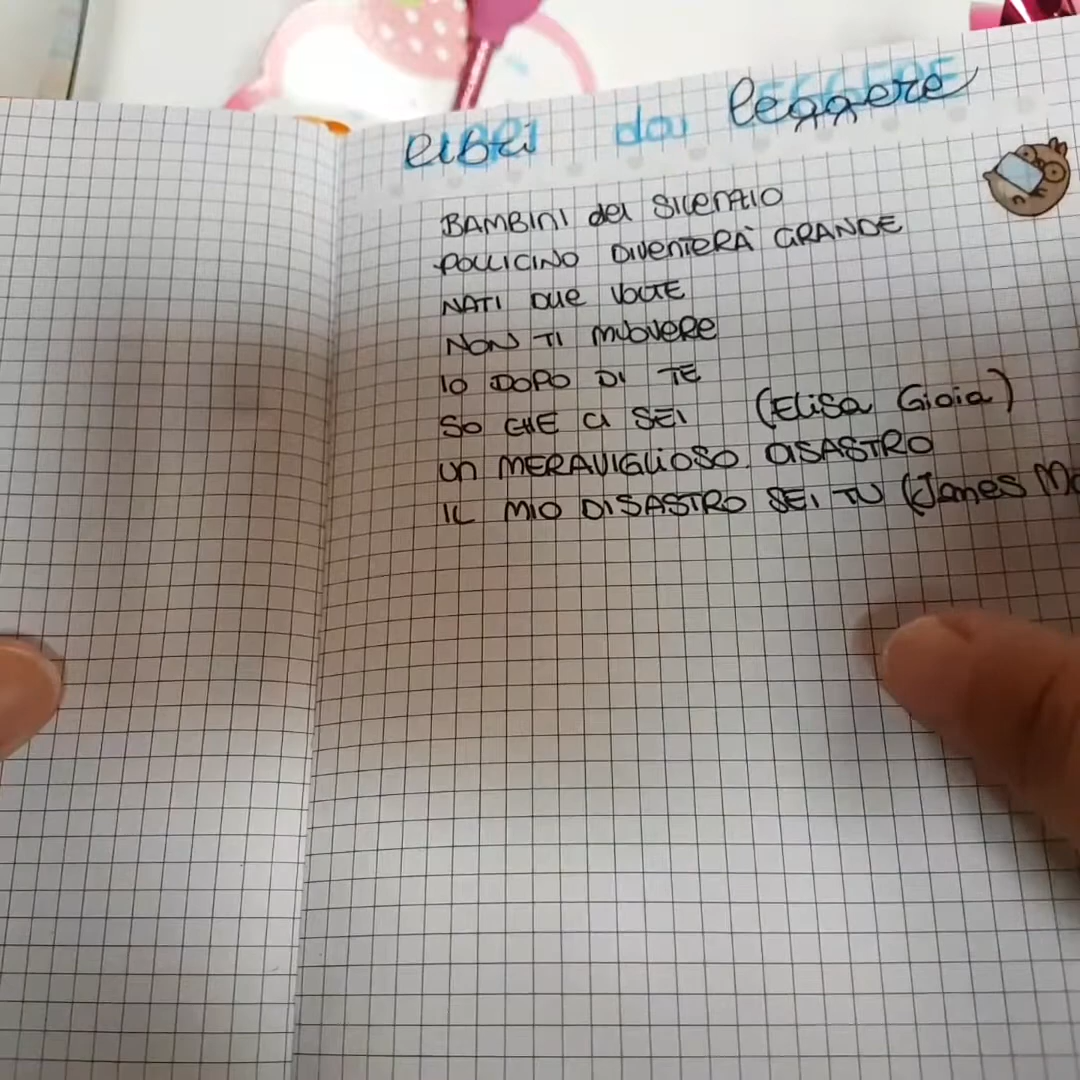 LIBRI da leggere
BAMBINI del SILENZIO
POLLICINO DIVENTERÀ GRANDE
NATI DUE VOLTE
NON TI MUOVERE
IO DOPO DI TE
SO CHE CI SEI (Elisa Gioia)
UN MERAVIGLIOSO DISASTRO
IL MIO DISASTRO SEI TU (James